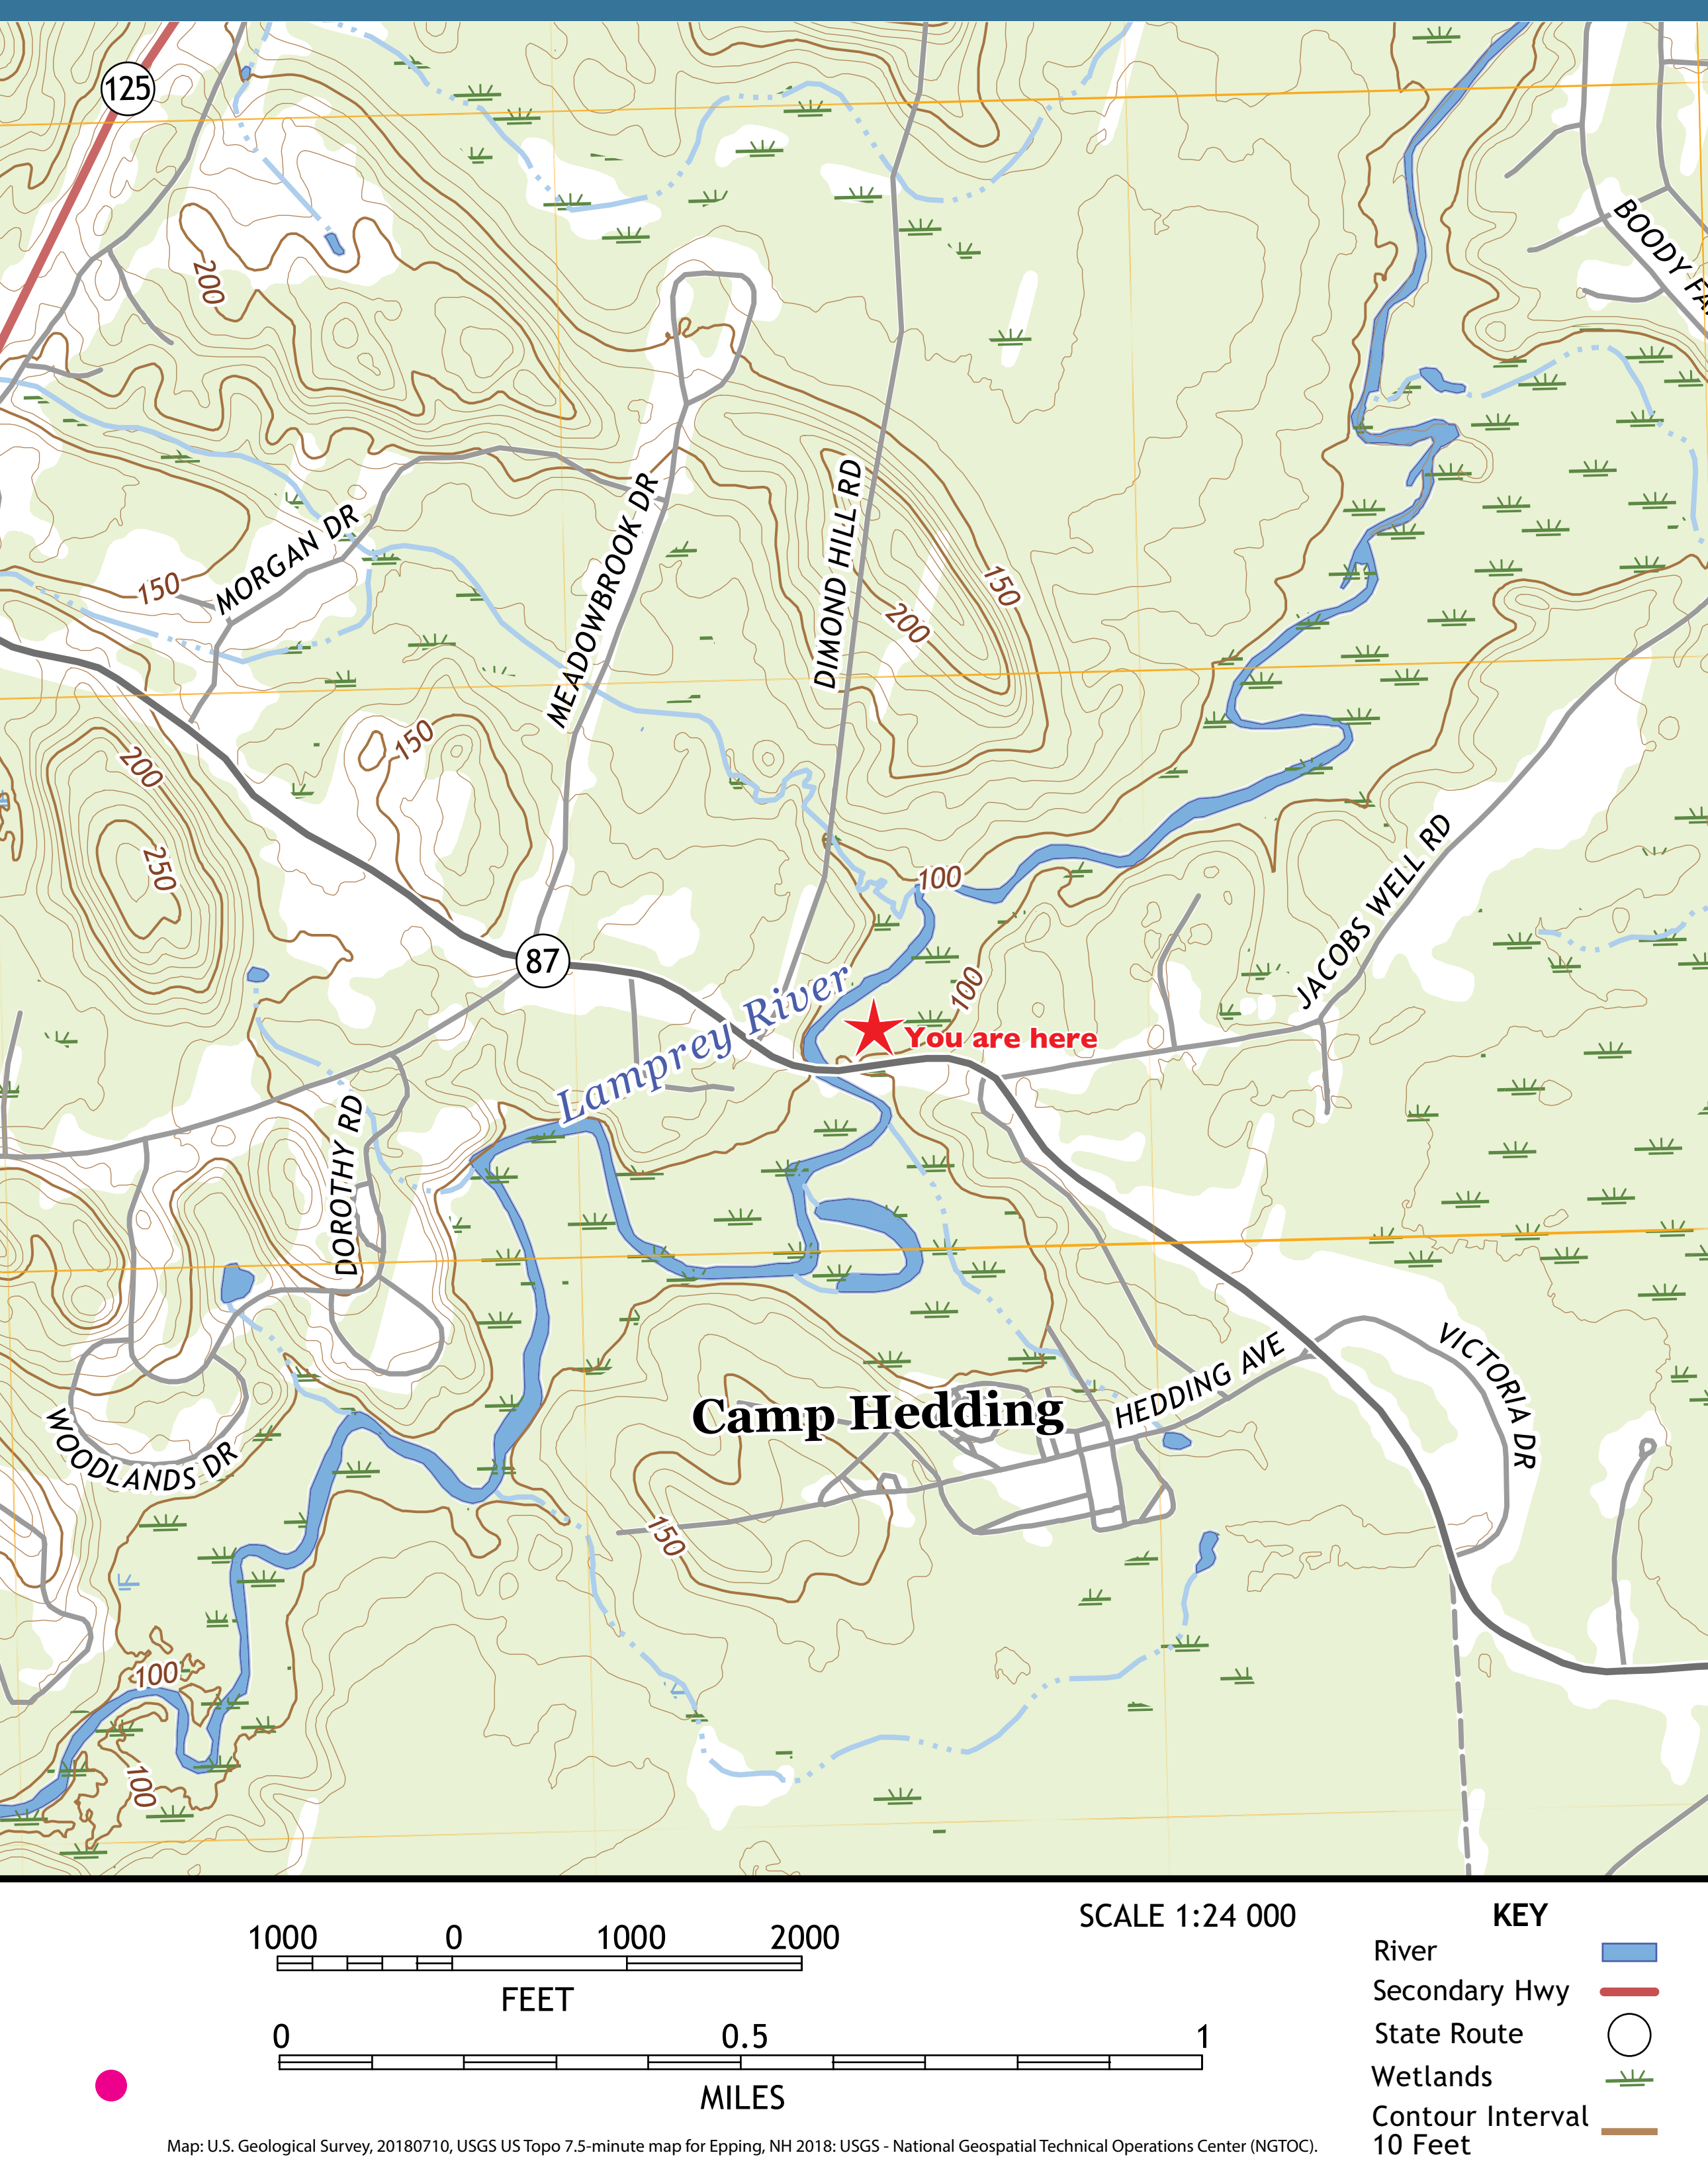 125
BOODY FA
200
MORGAN DR
150
MEADOWBROOK DR
DIMOND HILL RD
150
200
200
150
250
100
JACOBS WELL RD
87
Lamprey River
100
You are here
DOROTHY RD
WOODLANDS DR
Camp Hedding
HEDDING AVE
VICTORIA DR
150
100
100
1000 0 1000 2000
FEET
0 0.5 1
MILES
SCALE 1:24 000
KEY
River
Secondary Hwy
State Route
Wetlands
Contour Interval
10 Feet
Map: U.S. Geological Survey, 20180710, USGS US Topo 7.5-minute map for Epping, NH 2018: USGS - National Geospatial Technical Operations Center (NGTOC).